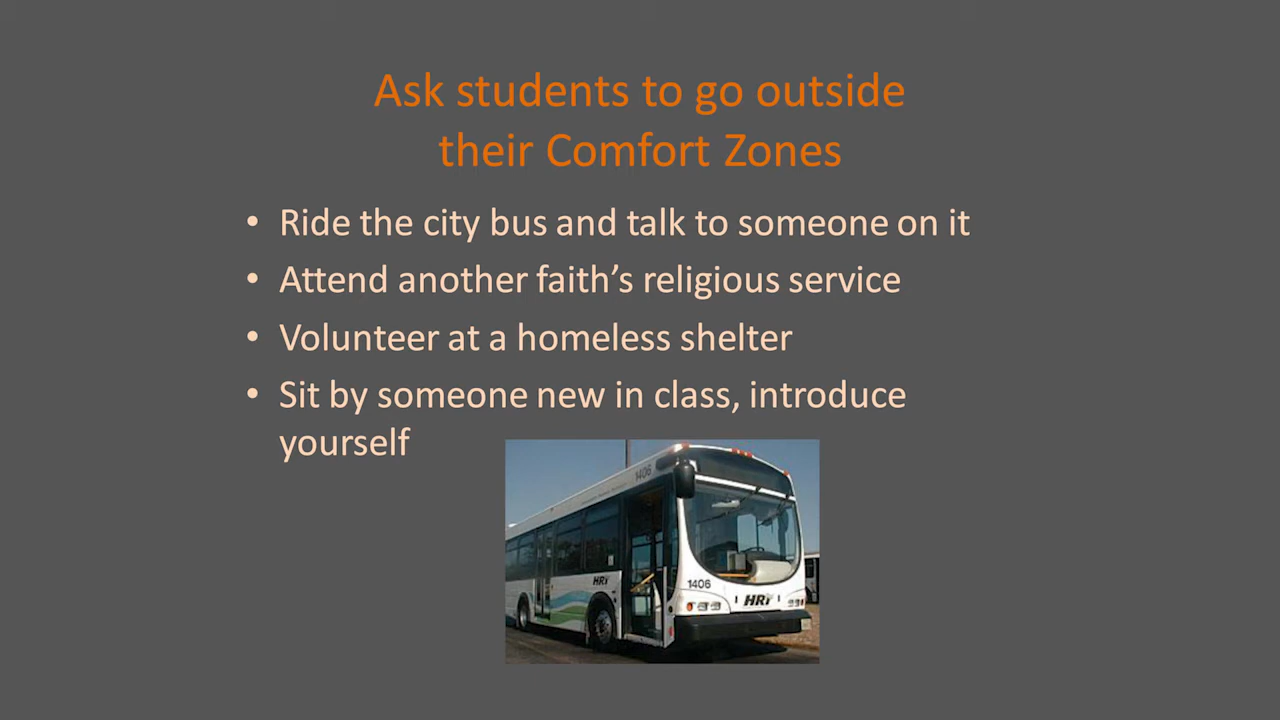 Ask students to go outside
their Comfort Zones
• Ride the city bus and talk to someone on it
• Attend another faith’s religious service
• Volunteer at a homeless shelter
• Sit by someone new in class, introduce
yourself
1406
HRT
1406
HRT